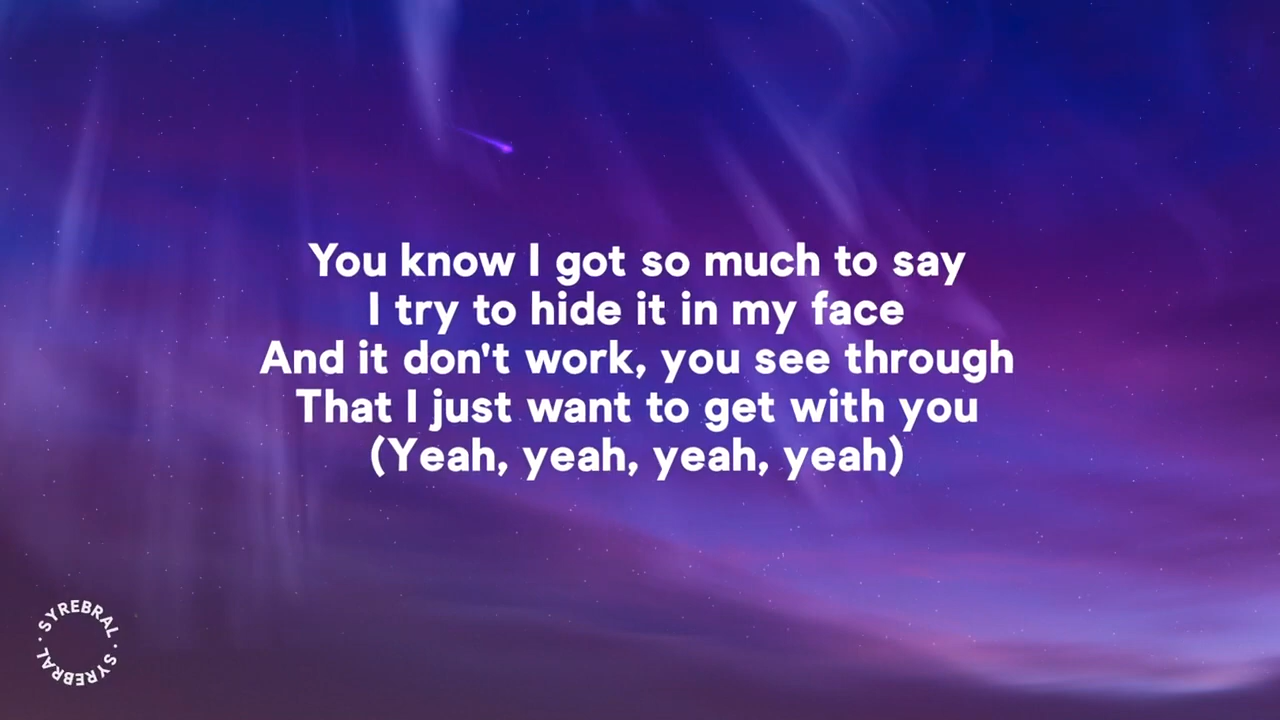 You know I got so much to say
I try to hide it in my face
And it don't work, you see through
That I just want to get with you
(Yeah, yeah, yeah, yeah)
SYREBRAL · SYREBRAL ·